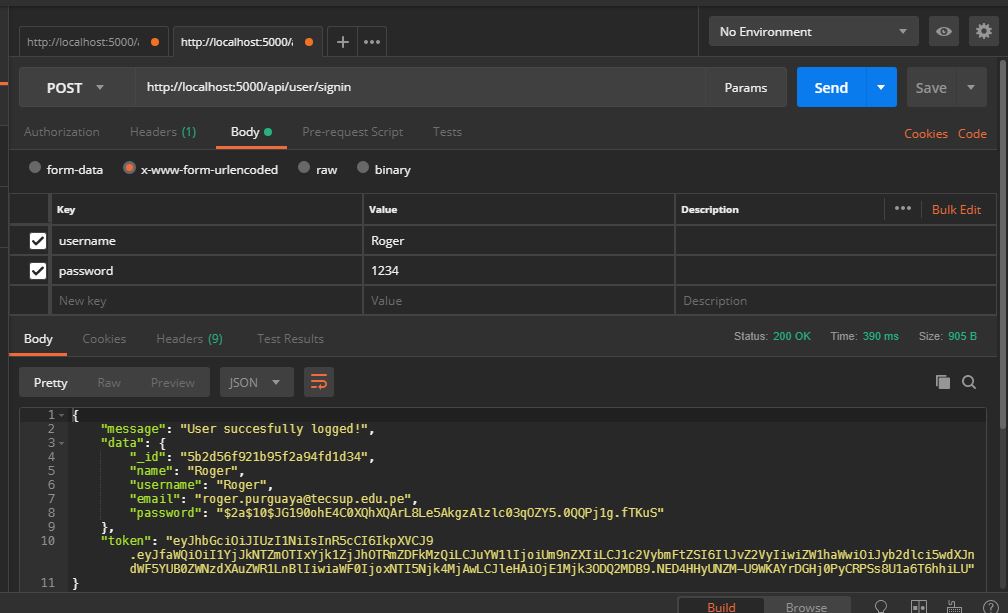 http://localhost:5000/a
http://localhost:5000/a
No Environment
POST
http://localhost:5000/api/user/signin
Params
Send
Save
Authorization Headers (1) Body Pre-request Script Tests
Cookies Code
form-data x-www-form-urlencoded raw binary
Key Value Description Bulk Edit
username Roger
password 1234
New key Value Description
Body Cookies Headers (9) Test Results
Status: 200 OK Time: 390 ms Size: 905 B
Pretty Raw Preview JSON
1 {
2 "message": "User succesfully logged!",
3 "data": {
4 "_id": "5b2d56f921b95f2a94fd1d34",
5 "name": "Roger",
6 "username": "Roger",
7 "email": "roger.purguaya@tecsup.edu.pe",
8 "password": "$2a$10$JG190ohE4C0XQhXQArL8Le5AkgzAlzlc03qOZY5.0QQPj1g.fTKuS"
9 },
10 "token": "eyJhbGciOiJIUzI1NiIsInR5cCI6IkpXVCJ9
.eyJfaWQiOiI1YjJkNTZmOTIxYjk1ZjJhOTRmZDFkMzQiLCJuYW1lIjoiUm9nZXIiLCJ1c2VybmFtZSI6IlJvZ2VyIiwiZW1haWwiOiJyb2dlci5wdXJn
dWF5YUB0ZWNzdXAuZWR1LnBlIiwiaWF0IjoxNTI5Njk4MjAwLCJleHAiOjE1Mjk3ODQ2MDB9.NED4HHyUNZM-U9WKAYrDGHj0PyCRPSs8U1a6T6hhiLU"
11 }
Build Browse